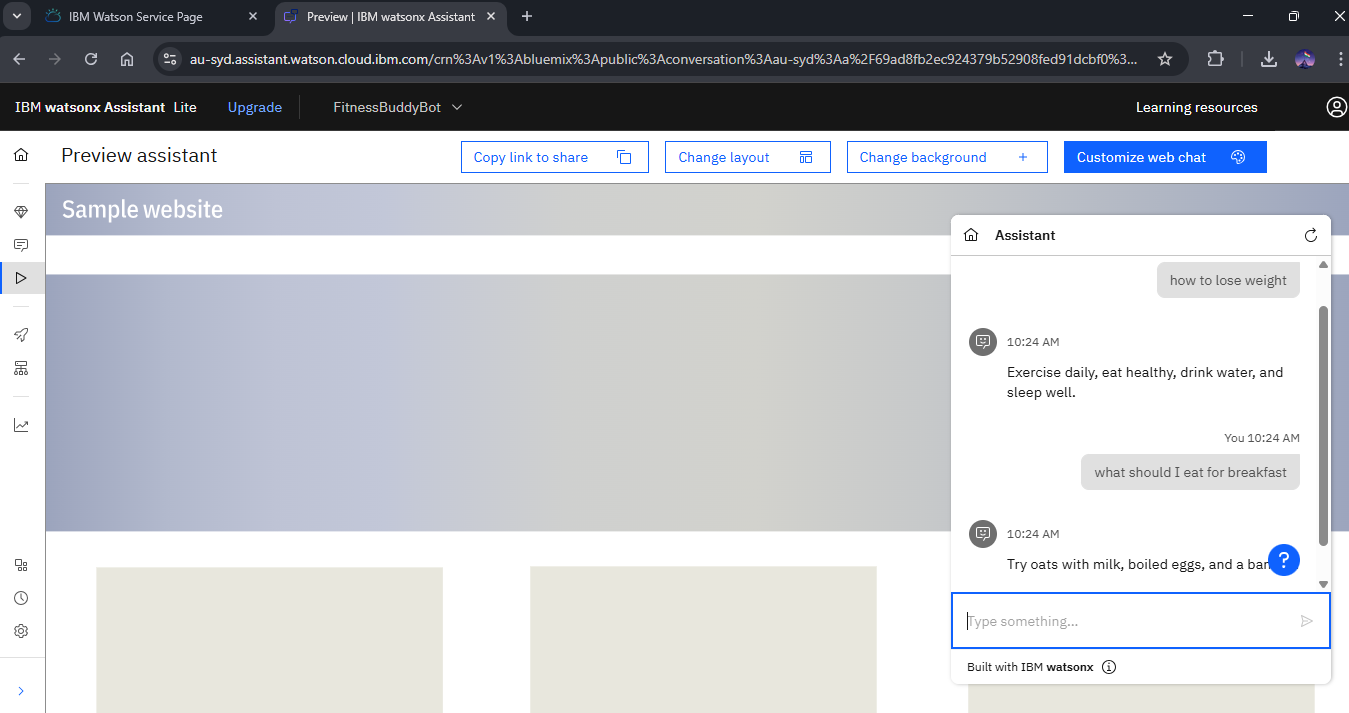 IBM Watson Service Page
Preview | IBM watsonx Assistant
au-syd.assistant.watson.cloud.ibm.com/crn%3Av1%3Abluemix%3Apublic%3Aconversation%3Aau-syd%3Aa%2F69ad8fb2ec924379b52908fed91dcbf0%3...
IBM watsonx Assistant Lite
Upgrade
FitnessBuddyBot
Learning resources
Preview assistant
Copy link to share
Change layout
Change background
Customize web chat
Sample website
Assistant
how to lose weight
10:24 AM
Exercise daily, eat healthy, drink water, and
sleep well.
You 10:24 AM
what should I eat for breakfast
10:24 AM
Try oats with milk, boiled eggs, and a ban
?
Type something...
Built with IBM watsonx